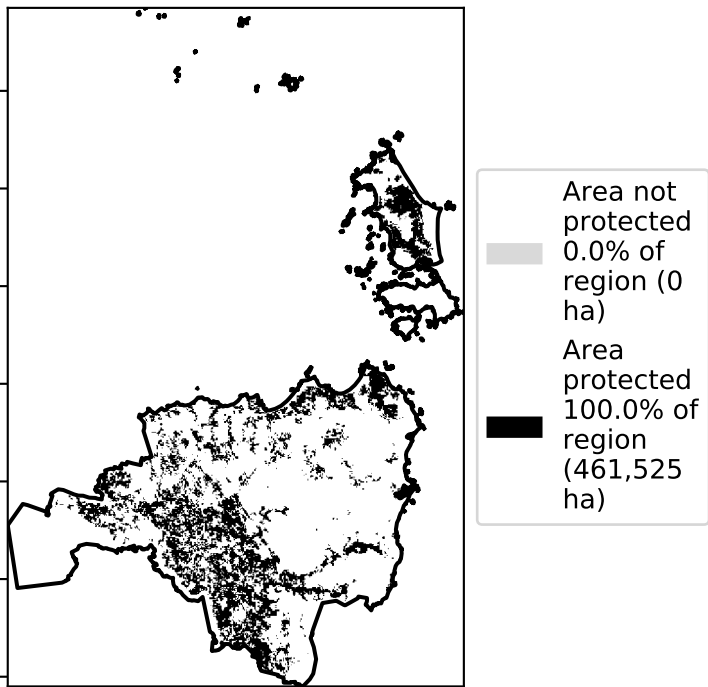 Area not
protected
0.0% of
region (0
ha)
Area
protected
100.0% of
region
(461,525
ha)